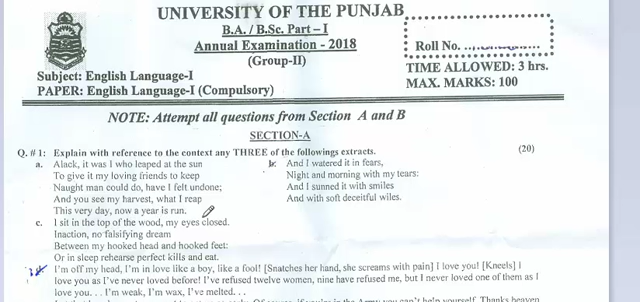 UNIVERSITY OF THE PUNJAB
B.A. / B.Sc. Part – I
Annual Examination - 2018
(Group-II)
Roll No.
Subject: English Language-I
PAPER: English Language-I (Compulsory)
TIME ALLOWED: 3 hrs.
MAX. MARKS: 100
NOTE: Attempt all questions from Section A and B
SECTION-A
Q. # 1: Explain with reference to the context any THREE of the followings extracts. (20)
a. Alack, it was I who leaped at the sun
To give it my loving friends to keep
Naught man could do, have I felt undone;
And you see my harvest, what I reap
This very day, now a year is run.
b. And I watered it in fears,
Night and morning with my tears:
And I sunned it with smiles
And with soft deceitful wiles.
c. I sit in the top of the wood, my eyes closed.
Inaction, no falsifying dream
Between my hooked head and hooked feet:
Or in sleep rehearse perfect kills and eat.
I'm off my head, I'm in love like a boy, like a fool! [Snatches her hand, she screams with pain] I love you! [Kneels] I
love you as I've never loved before! I've refused twelve women, nine have refused me, but I never loved one of them as I
love you. . . I'm weak, I'm wax, I've melted. . .